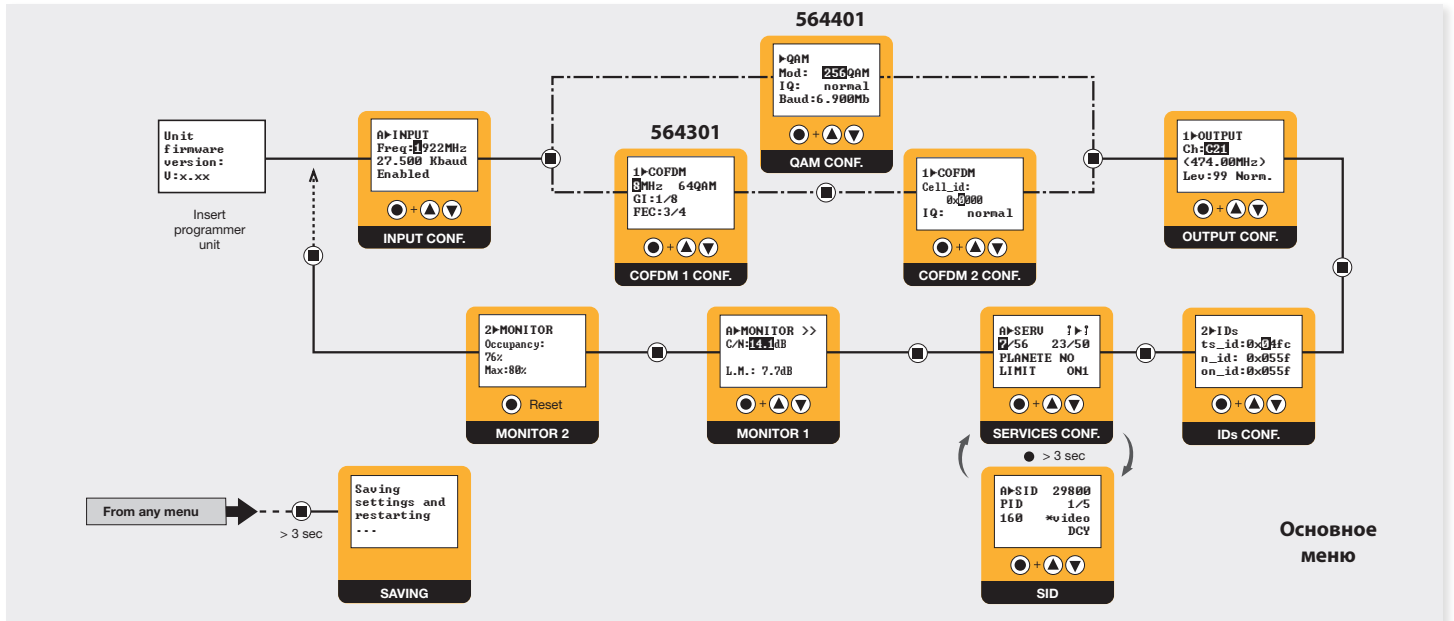 564401
▶QAM
Mod: 256QAM
IQ: normal
Baud:6.900Mb
+
QAM CONF.
Unit
firmware
version:
V:x.xx
Insert
programmer
unit
A▶INPUT
Freq:1922MHz
27.500 Kbaud
Enabled
+
INPUT CONF.
564301
1▶COFDM
8MHz 64QAM
GI:1/8
FEC:3/4
+
COFDM 1 CONF.
1▶COFDM
Cell_id:
0x0000
IQ: normal
+
COFDM 2 CONF.
1▶OUTPUT
Ch:C21
(474.00MHz)
Lev:99 Norm.
+
OUTPUT CONF.
2▶MONITOR
Occupancy:
76%
Max:80%
Reset
MONITOR 2
A▶MONITOR >>
C/N:14.1dB
L.M.: 7.7dB
+
MONITOR 1
A▶SERV ?▶?
7/56 23/50
PLANETE NO
LIMIT ON1
+
SERVICES CONF.
> 3 sec
2▶IDs
ts_id:0x04fc
n_id: 0x055f
on_id:0x055f
+
IDs CONF.
From any menu
> 3 sec
Saving
settings and
restarting
...
SAVING
A▶SID 29800
PID 1/5
160 *video
DCY
+
SID
Основное
меню